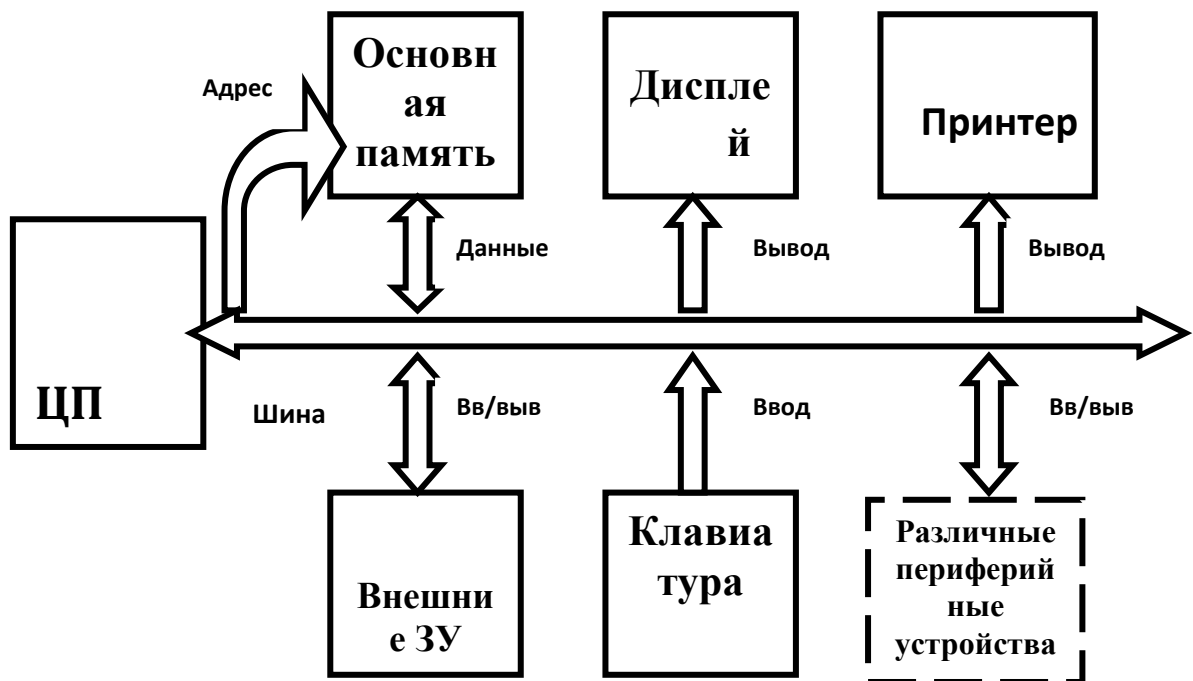 Основн
ая
память
Диспле
й
Принтер
Адрес
Данные
Вывод
Вывод
ЦП
Шина
Вв/выв
Ввод
Вв/выв
Внешни
е ЗУ
Клавиа
тура
Различные
периферий
ные
устройства